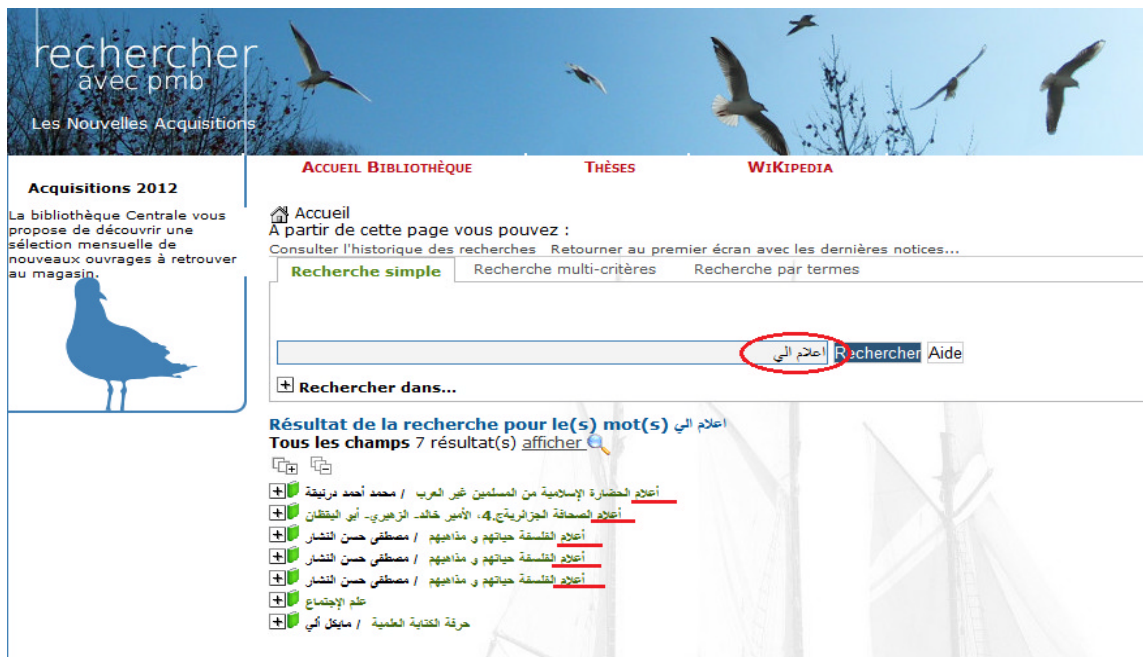 rechercher
avec pmb
Les Nouvelles Acquisitions
Accueil Bibliothèque Thèses WiKipedia
Acquisitions 2012
La bibliothèque Centrale vous
propose de découvrir une
sélection mensuelle de
nouveaux ouvrages à retrouver
au magasin.
Accueil
A partir de cette page vous pouvez :
Consulter l'historique des recherches Retourner au premier écran avec les dernières notices...
Recherche simple Recherche multi-critères Recherche par termes
اعلام الي Rechercher Aide
Rechercher dans...
Résultat de la recherche pour le(s) mot(s) اعلام الي
Tous les champs 7 résultat(s) afficher
أعلام الحضارة الإسلامية من المسلمين غير العرب / محمد أحمد درنيقة
أعلام الصحافة الجزائريةج.4، الأمير خالد- الزهيري- أبو اليقظان
أعلام الفلسفة حياتهم و مذاهبهم / مصطفى حسن النشار
أعلام الفلسفة حياتهم و مذاهبهم / مصطفى حسن النشار
أعلام الفلسفة حياتهم و مذاهبهم / مصطفى حسن النشار
علم الإجتماع
حرفة الكتابة العلمية / مايكل ألي